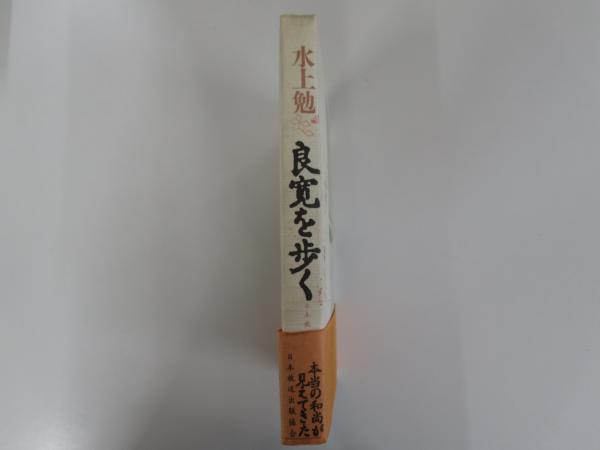 水上勉
良寛を歩く
本当の和尚が
見えてきた
日本放送出版協会